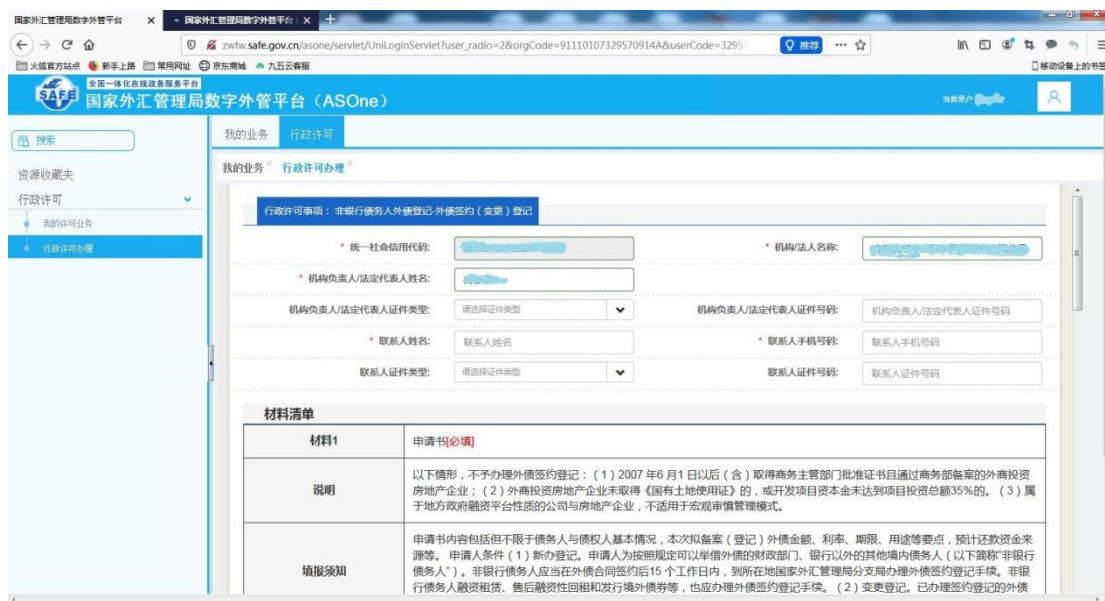 国家外汇管理局数字外管平台
国家外汇管理局数字外管平台
zwfw.safe.gov.cn/asone/servlet/UniLoginServlet?user_radio=2&orgCode=91110107329570914A&userCode=3295
推荐
火狐官方站点 新手上路 常用网址 京东商城 九五云客服
移动设备上的书签
SAFE
全国一体化在线政务服务平台
国家外汇管理局数字外管平台（ASOne）
当前用户
搜索
我的业务 行政许可
资源收藏夹
行政许可
我的许可业务
行政许可办理
我的业务 行政许可办理
行政许可事项：非银行债务人外债登记-外债签约（变更）登记
* 统一社会信用代码:
* 机构/法人名称:
* 机构负责人/法定代表人姓名:
机构负责人/法定代表人证件类型: 请选择证件类型
机构负责人/法定代表人证件号码: 机构负责人/法定代表人证件号码
* 联系人姓名: 联系人姓名
* 联系人手机号码: 联系人手机号码
联系人证件类型: 请选择证件类型
联系人证件号码: 联系人证件号码
材料清单
材料1
申请书[必填]
说明
以下情形，不予办理外债签约登记：（1）2007 年6 月1 日以后（含）取得商务主管部门批准证书且通过商务部备案的外商投资
房地产企业；（2）外商投资房地产企业未取得《国有土地使用证》的，或开发项目资本金未达到项目投资总额35%的。（3）属
于地方政府融资平台性质的公司与房地产企业，不适用于宏观审慎管理模式。
填报须知
申请书内容包括但不限于债务人与债权人基本情况，本次拟备案（登记）外债金额、利率、期限、用途等要点，预计还款资金来
源等。 申请人条件（1）新办登记。申请人为按照规定可以举借外债的财政部门、银行以外的其他境内债务人（以下简称“非银行
债务人”）。非银行债务人应当在外债合同签约后15 个工作日内，到所在地国家外汇管理局分支局办理外债签约登记手续。非银
行债务人融资租赁、售后融资性回租和发行境外债券等，也应办理外债签约登记手续。（2）变更登记。已办理签约登记的外债